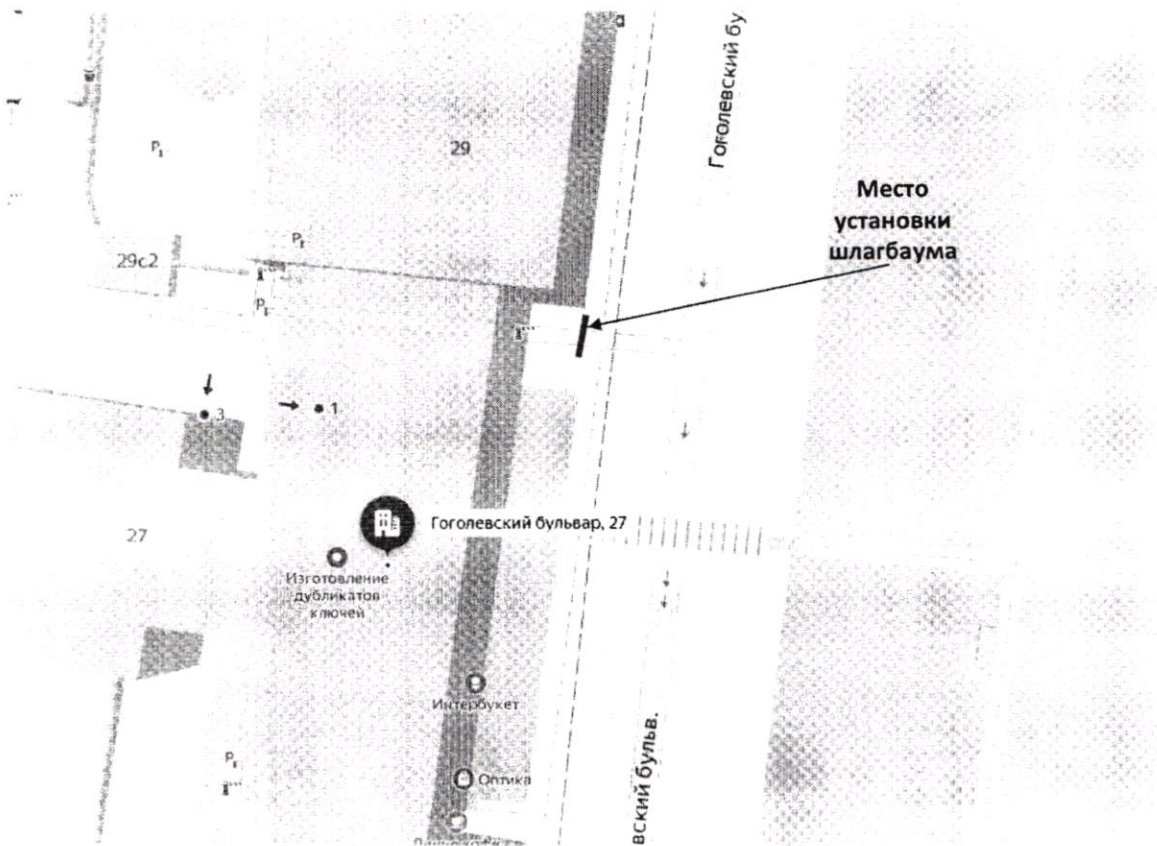 Гоголевский бу
29
Р
Место
установки
шлагбаума
29с2
Р
Р
3
1
27
Гоголевский бульвар, 27
Изготовление
дубликатов
ключей
Интербукет
Р
Оптика
вский бульв.